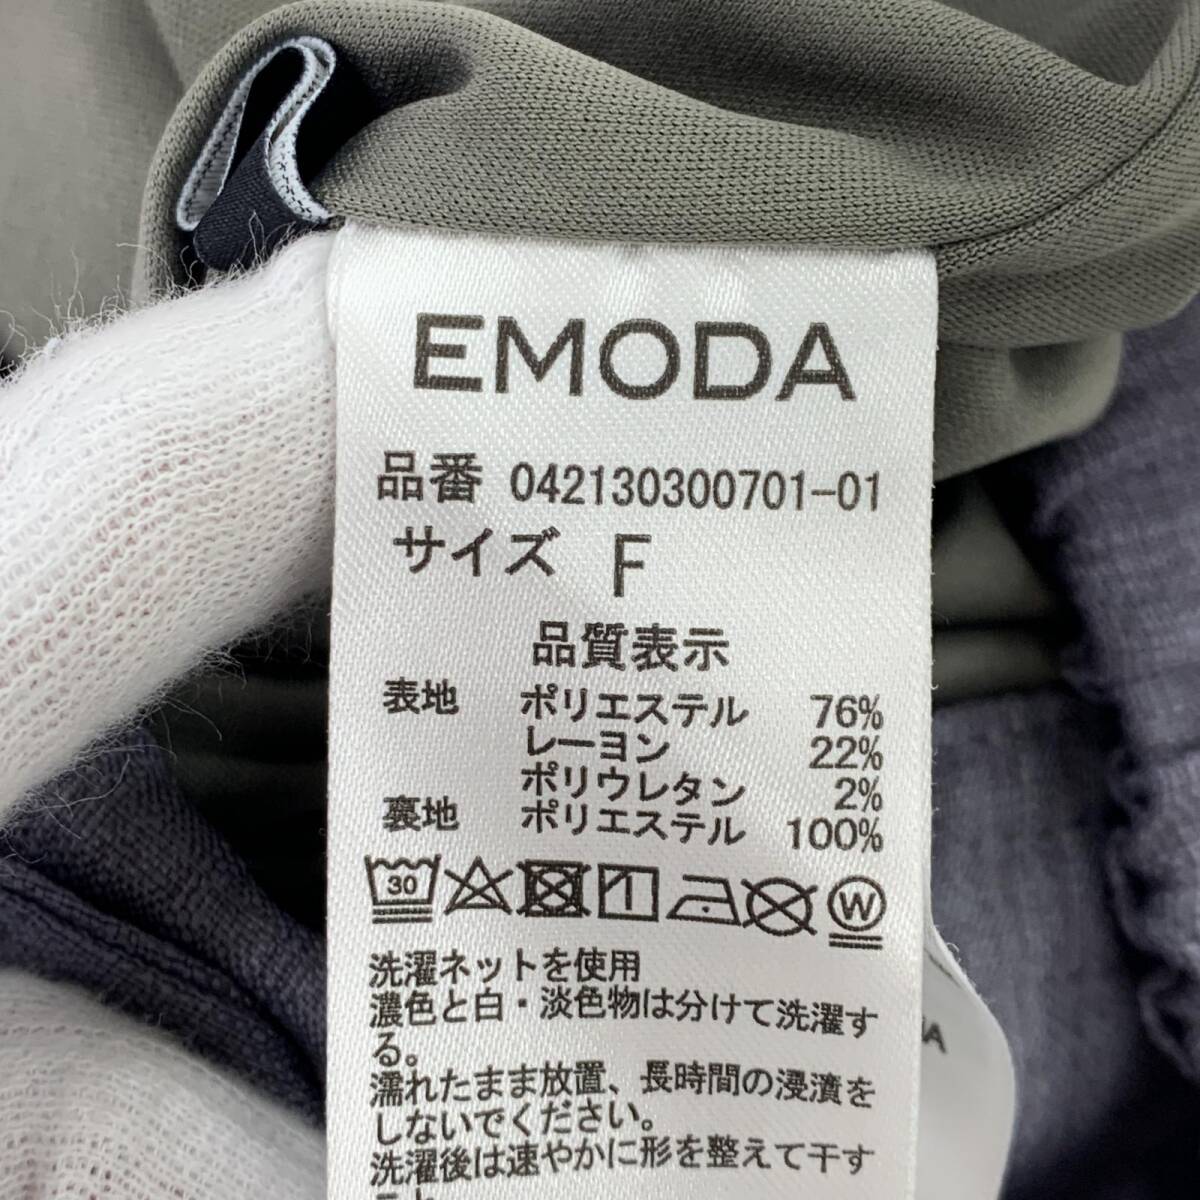 EMODA
品番 042130300701-01
サイズ F
品質表示
表地 ポリエステル 76%
レーヨン 22%
ポリウレタン 2%
裏地 ポリエステル 100%
30 W
洗濯ネットを使用
濃色と白・淡色物は分けて洗濯す
る。
濡れたまま放置、長時間の浸漬を
しないでください。
洗濯後は速やかに形を整えて干す